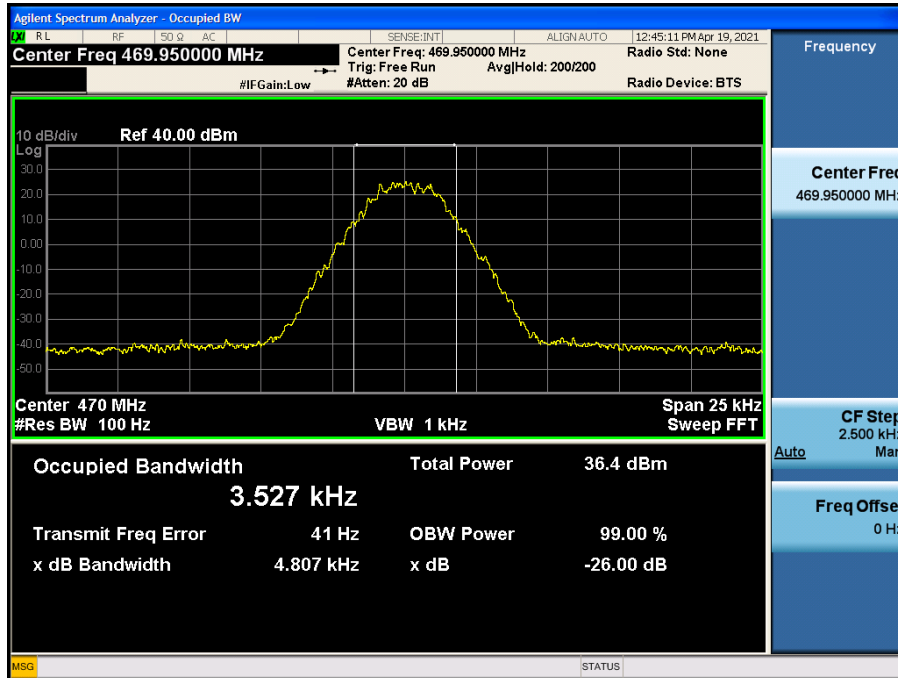 Agilent Spectrum Analyzer - Occupied BW
LXI RL RF 50 Ω AC SENSE:INT ALIGN AUTO 12:45:11 PM Apr 19, 2021
Center Freq 469.950000 MHz
Center Freq: 469.950000 MHz Radio Std: None
Trig: Free Run Avg|Hold: 200/200
#IFGain:Low #Atten: 20 dB Radio Device: BTS
Frequency
10 dB/div Ref 40.00 dBm
Log
30.0
20.0
10.0
0.00
-10.0
-20.0
-30.0
-40.0
-50.0
Center 470 MHz Span 25 kHz
#Res BW 100 Hz VBW 1 kHz Sweep FFT
Occupied Bandwidth Total Power 36.4 dBm
3.527 kHz
Transmit Freq Error 41 Hz OBW Power 99.00 %
x dB Bandwidth 4.807 kHz x dB -26.00 dB
Center Freq
469.950000 MHz
CF Step
2.500 kHz
Auto Man
Freq Offse
0 Hz
MSG STATUS